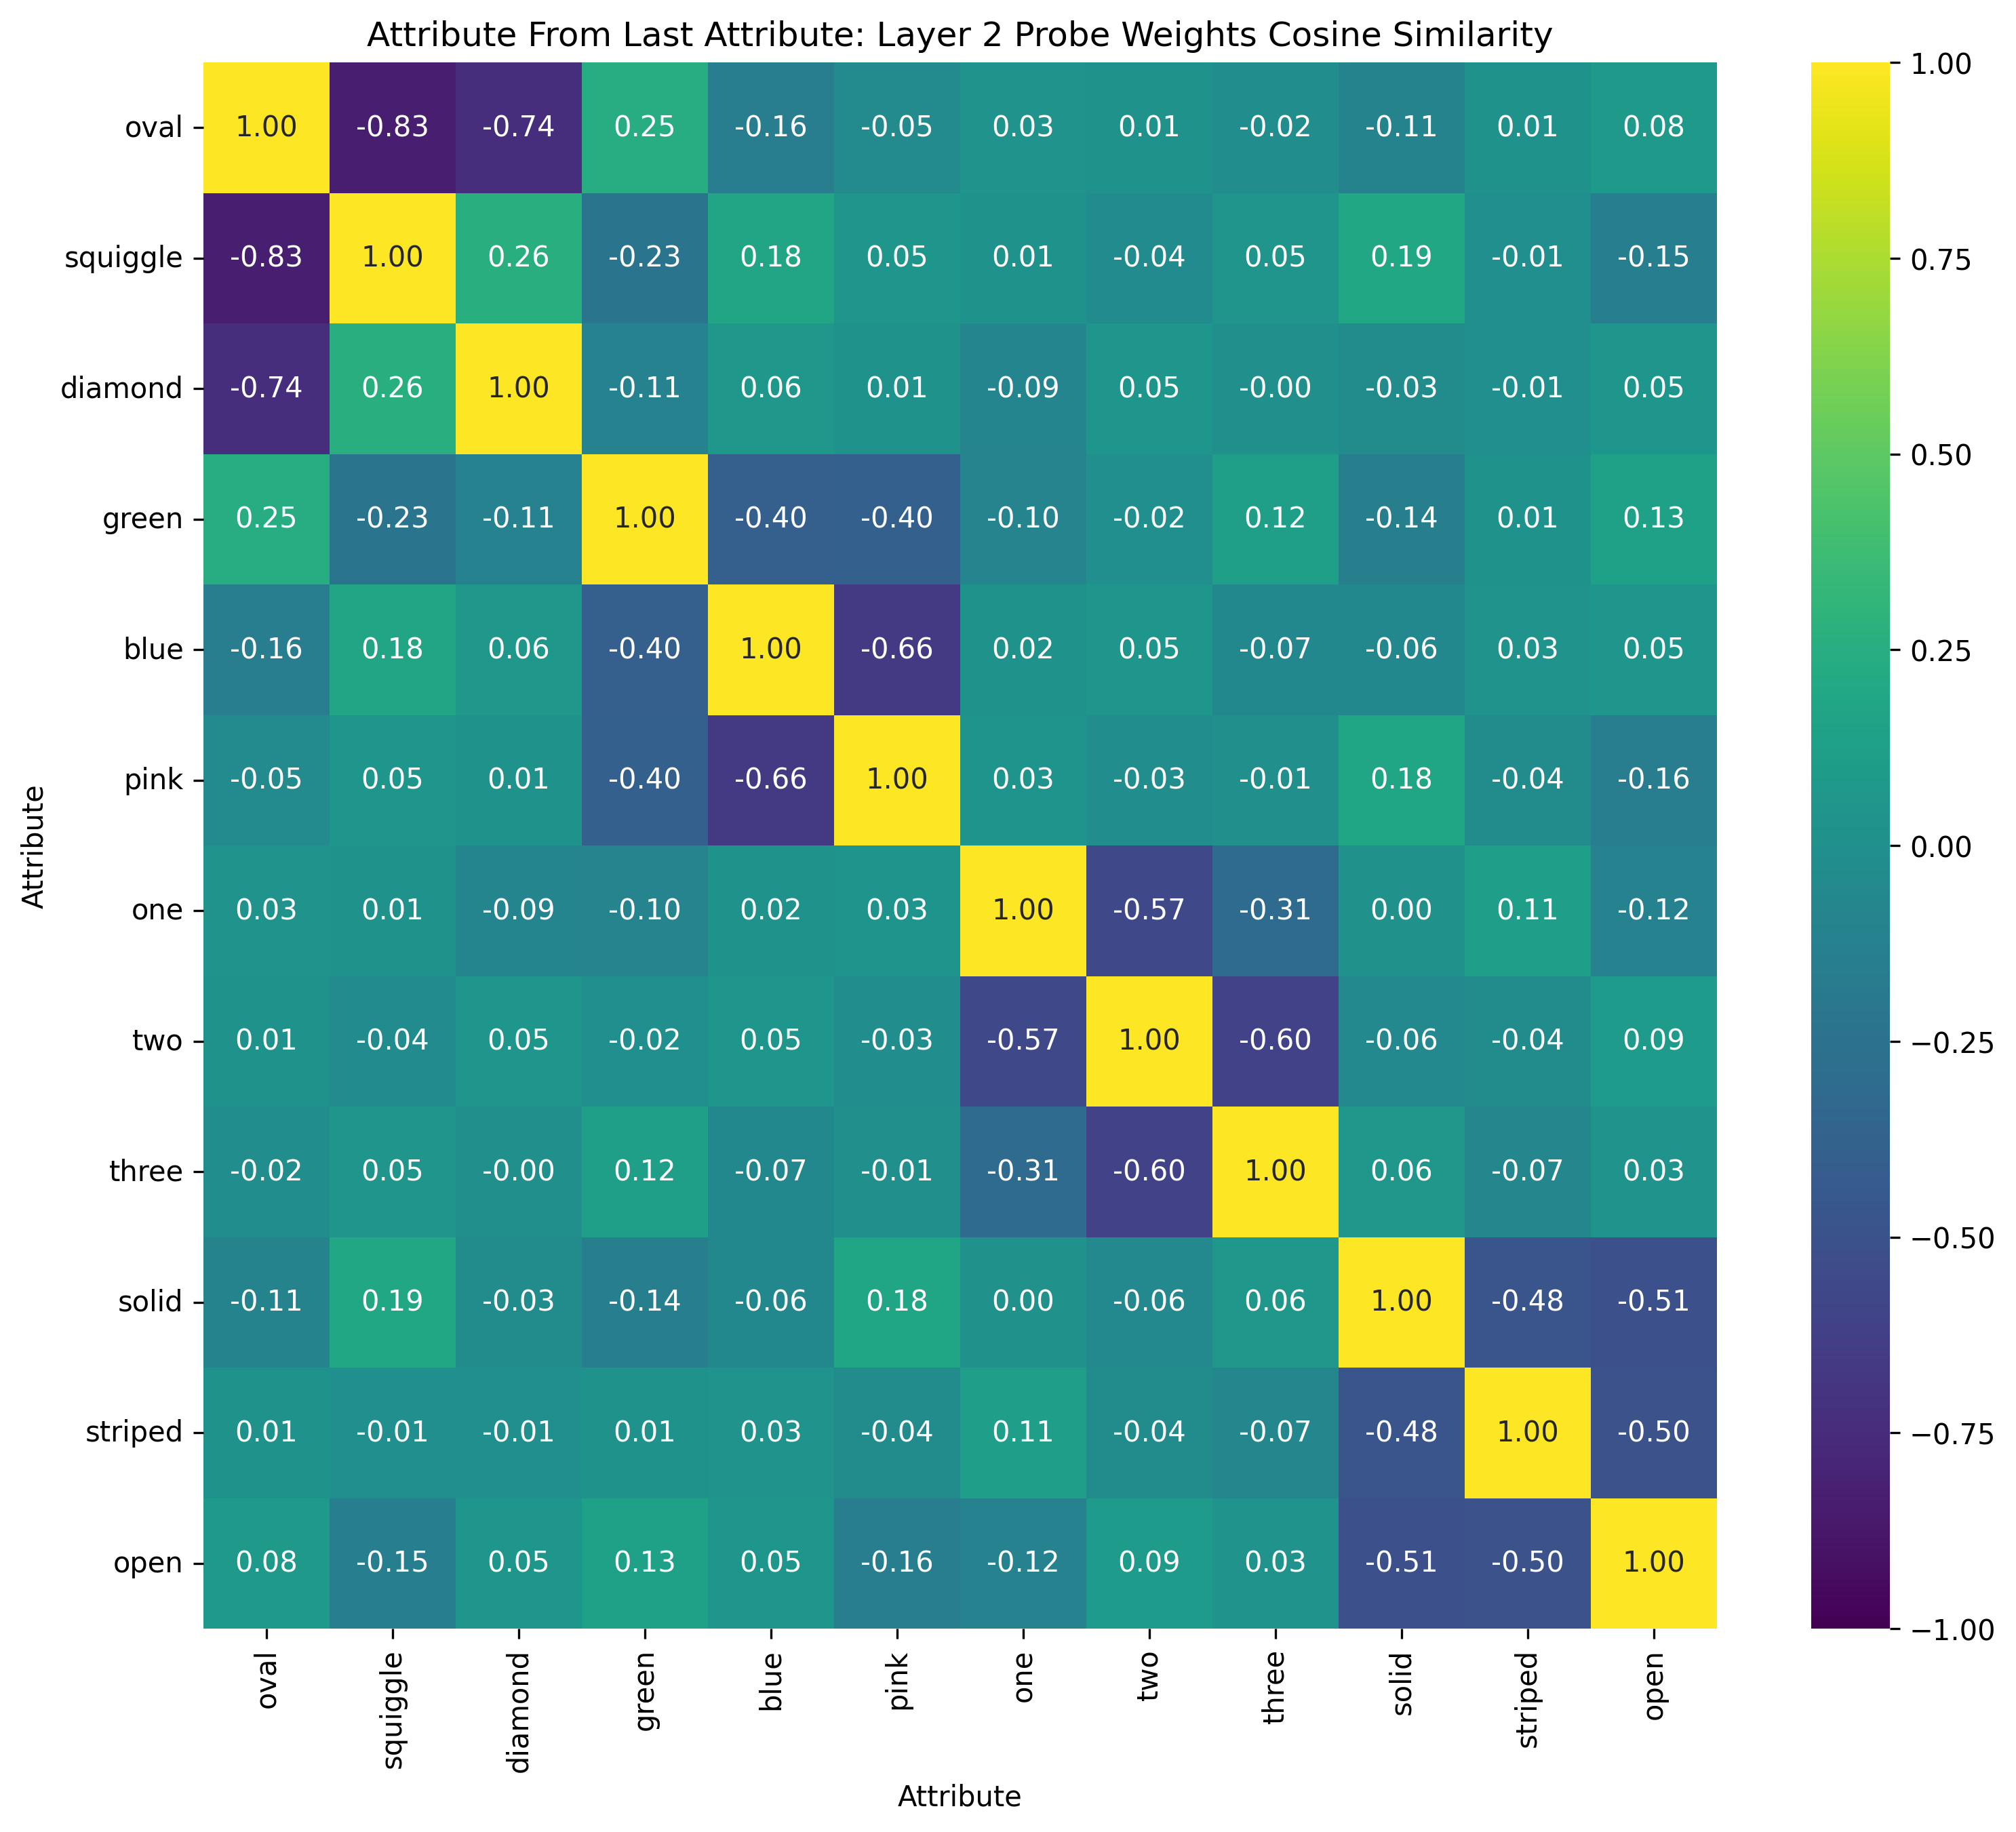 Attribute From Last Attribute: Layer 2 Probe Weights Cosine Similarity
oval 1.00 -0.83 -0.74 0.25 -0.16 -0.05 0.03 0.01 -0.02 -0.11 0.01 0.08
squiggle -0.83 1.00 0.26 -0.23 0.18 0.05 0.01 -0.04 0.05 0.19 -0.01 -0.15
diamond -0.74 0.26 1.00 -0.11 0.06 0.01 -0.09 0.05 -0.00 -0.03 -0.01 0.05
green 0.25 -0.23 -0.11 1.00 -0.40 -0.40 -0.10 -0.02 0.12 -0.14 0.01 0.13
blue -0.16 0.18 0.06 -0.40 1.00 -0.66 0.02 0.05 -0.07 -0.06 0.03 0.05
pink -0.05 0.05 0.01 -0.40 -0.66 1.00 0.03 -0.03 -0.01 0.18 -0.04 -0.16
one 0.03 0.01 -0.09 -0.10 0.02 0.03 1.00 -0.57 -0.31 0.00 0.11 -0.12
two 0.01 -0.04 0.05 -0.02 0.05 -0.03 -0.57 1.00 -0.60 -0.06 -0.04 0.09
three -0.02 0.05 -0.00 0.12 -0.07 -0.01 -0.31 -0.60 1.00 0.06 -0.07 0.03
solid -0.11 0.19 -0.03 -0.14 -0.06 0.18 0.00 -0.06 0.06 1.00 -0.48 -0.51
striped 0.01 -0.01 -0.01 0.01 0.03 -0.04 0.11 -0.04 -0.07 -0.48 1.00 -0.50
open 0.08 -0.15 0.05 0.13 0.05 -0.16 -0.12 0.09 0.03 -0.51 -0.50 1.00
oval squiggle diamond green blue pink one two three solid striped open
Attribute
Attribute
1.00
0.75
0.50
0.25
0.00
−0.25
−0.50
−0.75
−1.00